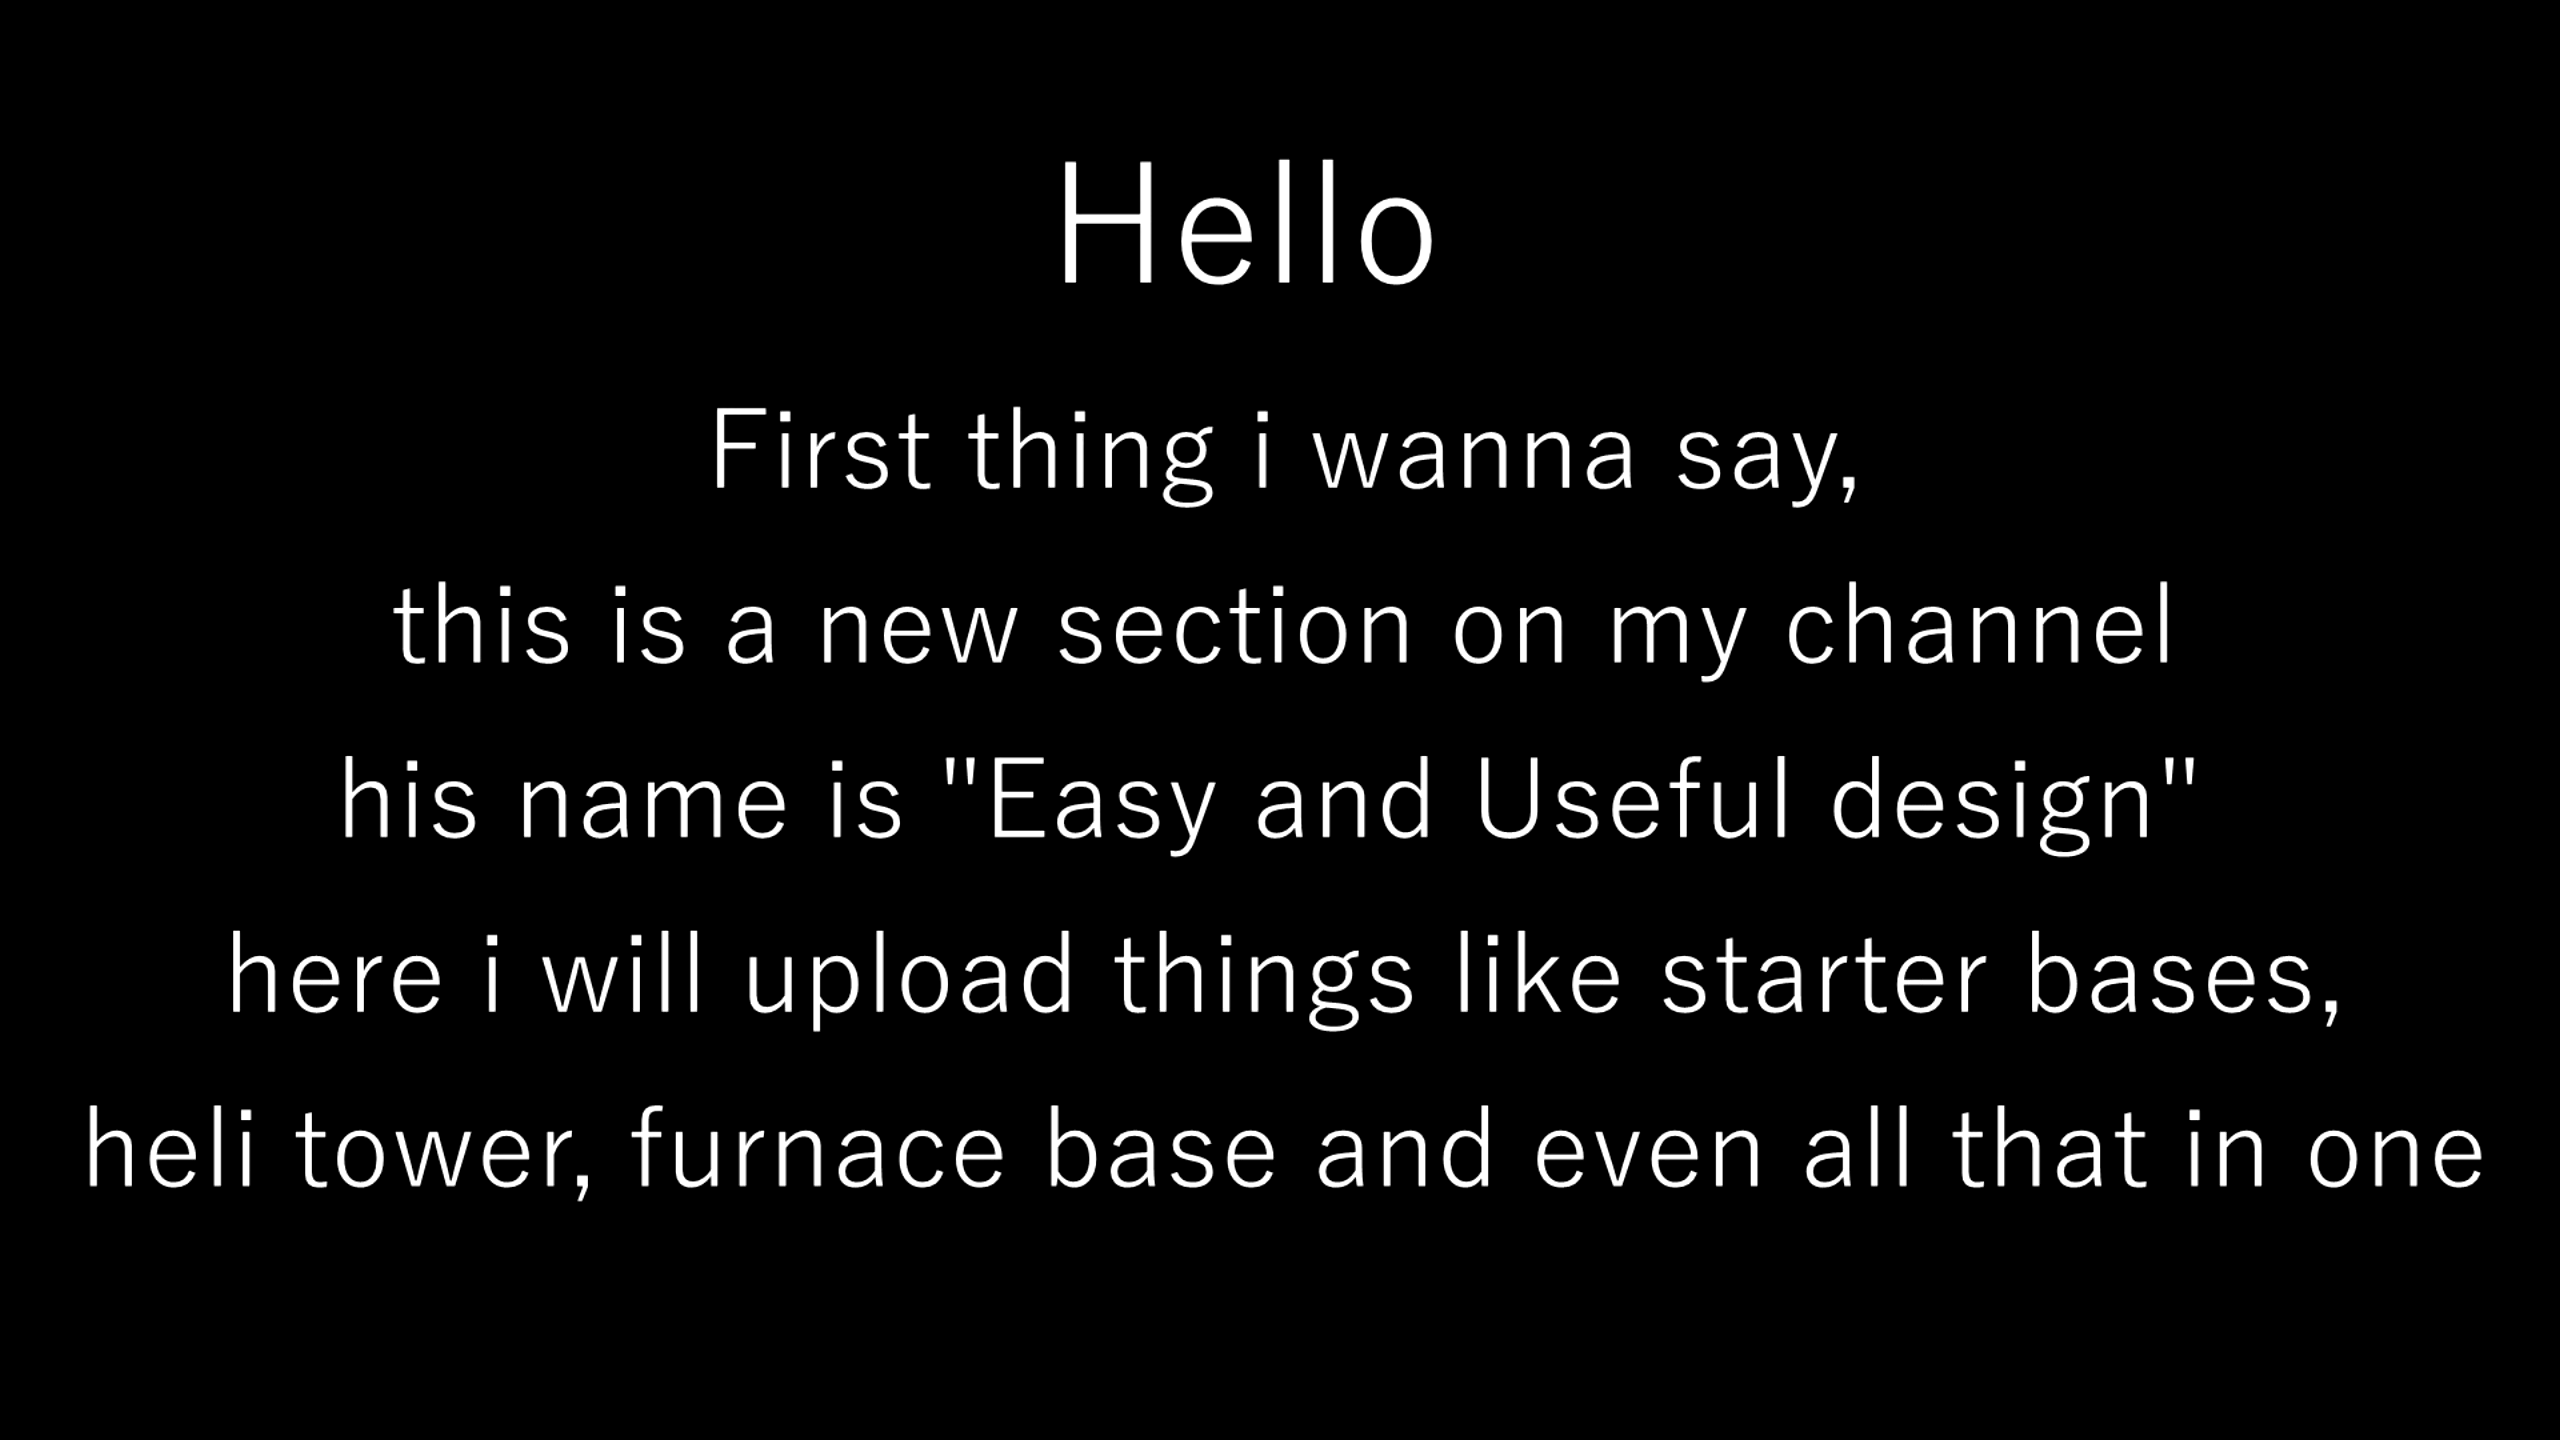 Hello
First thing i wanna say,
this is a new section on my channel
his name is "Easy and Useful design"
here i will upload things like starter bases,
heli tower, furnace base and even all that in one